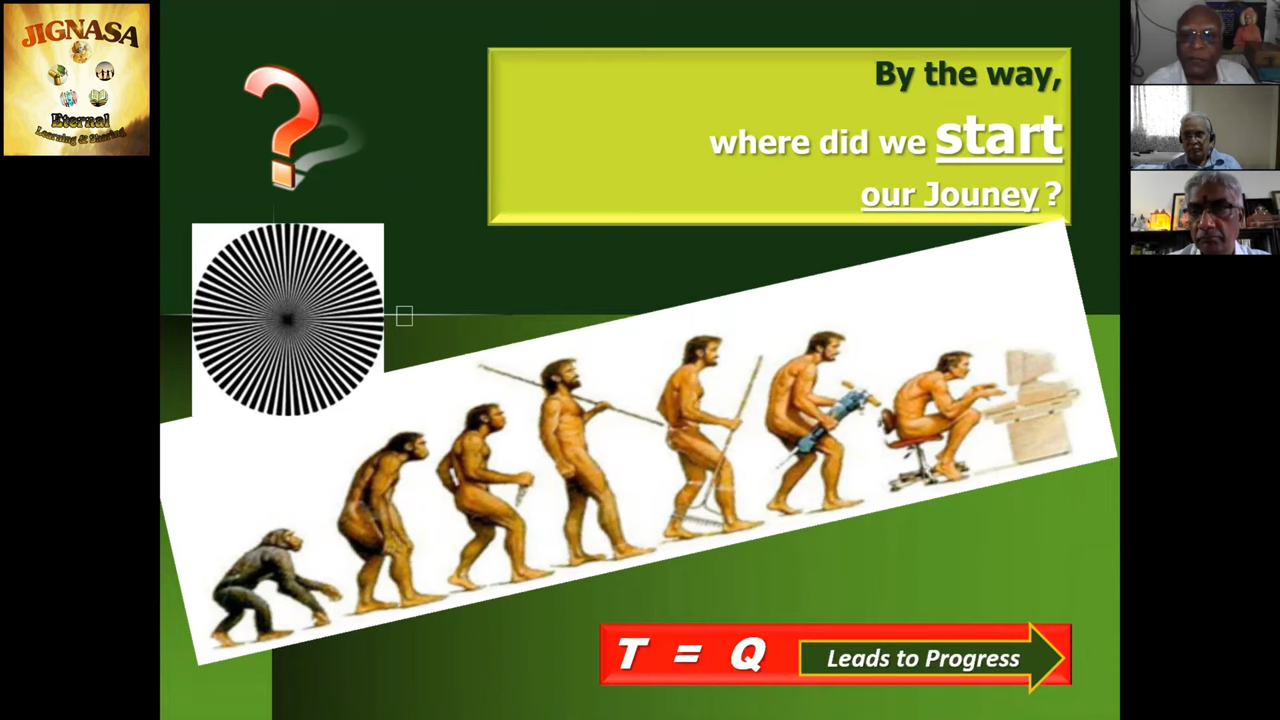 JIGNASA
Eternal
Learning & Sharing
By the way,
where did we start
our Jouney ?
T = Q
Leads to Progress